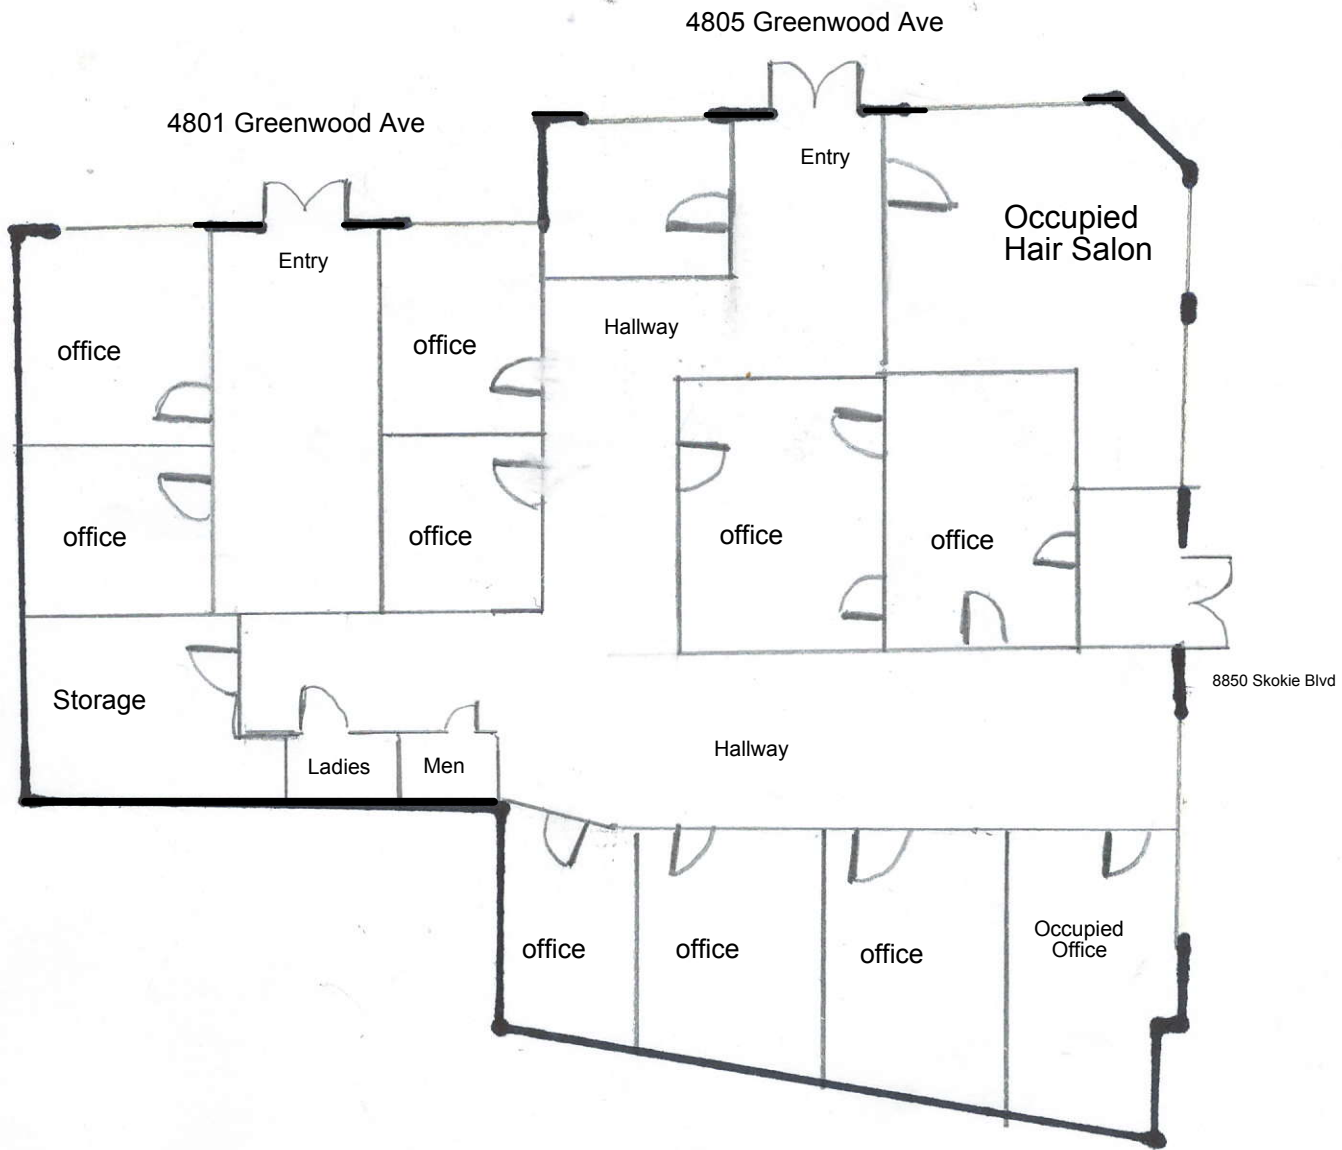 4805 Greenwood Ave
4801 Greenwood Ave
Entry
Occupied
Hair Salon
Entry
Hallway
office
office
office
office
office
office
Storage
8850 Skokie Blvd
Hallway
Ladies
Men
office
office
office
Occupied
Office